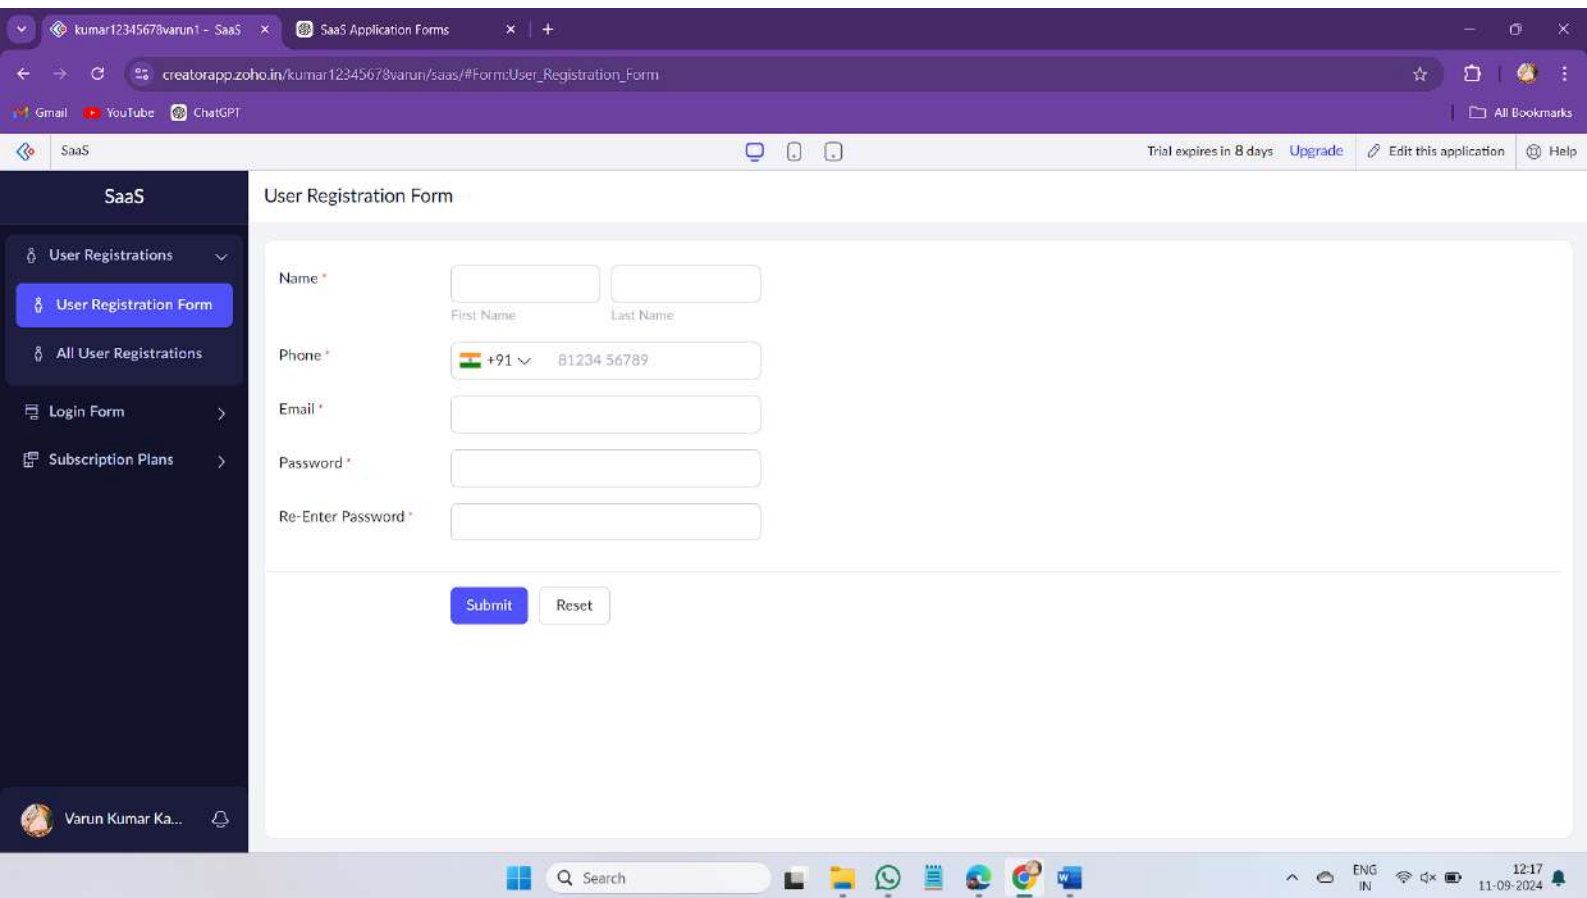 kumar12345678varun1 - SaaS
SaaS Application Forms
creatorapp.zoho.in/kumar12345678varun/saas/#Form:User_Registration_Form
Gmail YouTube ChatGPT All Bookmarks
SaaS Trial expires in 8 days Upgrade Edit this application Help
SaaS
User Registration Form
User Registrations
User Registration Form
All User Registrations
Login Form
Subscription Plans
Name *
First Name Last Name
Phone * +91 81234 56789
Email *
Password *
Re-Enter Password *
Submit Reset
Varun Kumar Ka...
Search
ENG
IN
12:17
11-09-2024